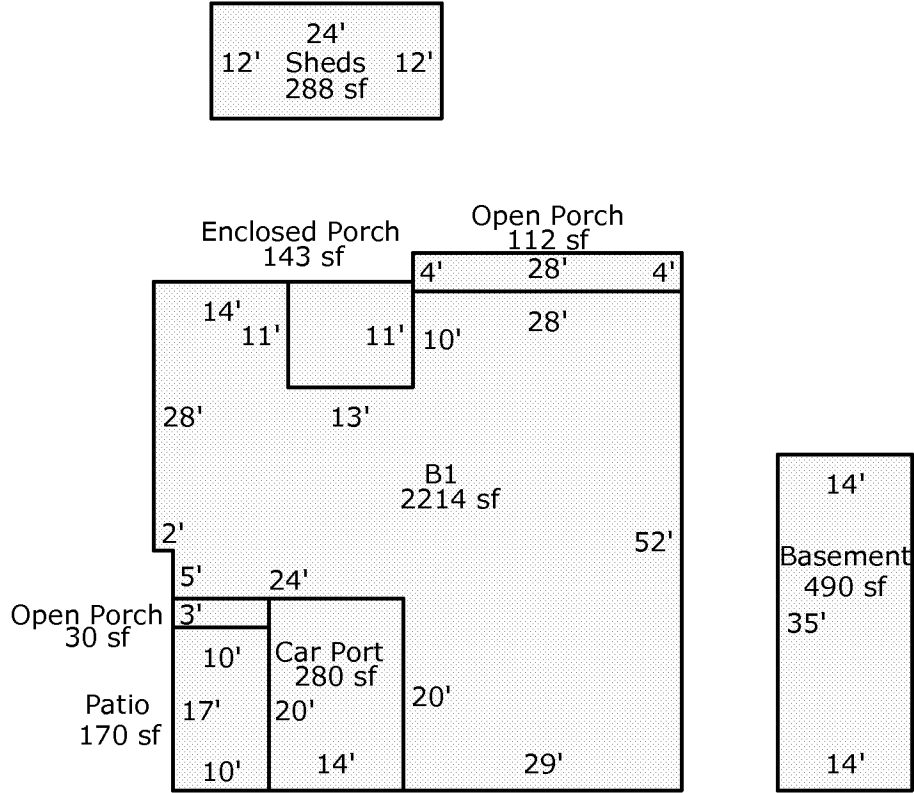 24'
12' Sheds 12'
288 sf
Open Porch
112 sf
Enclosed Porch
143 sf
4' 28' 4'
14' 28'
11' 11' 10'
28' 13'
B1
2214 sf
14'
2' 52'
Basement
490 sf
35'
5' 24'
Open Porch 3'
30 sf
10' Car Port
280 sf
Patio 17' 20' 20'
170 sf
10' 14' 29' 14'